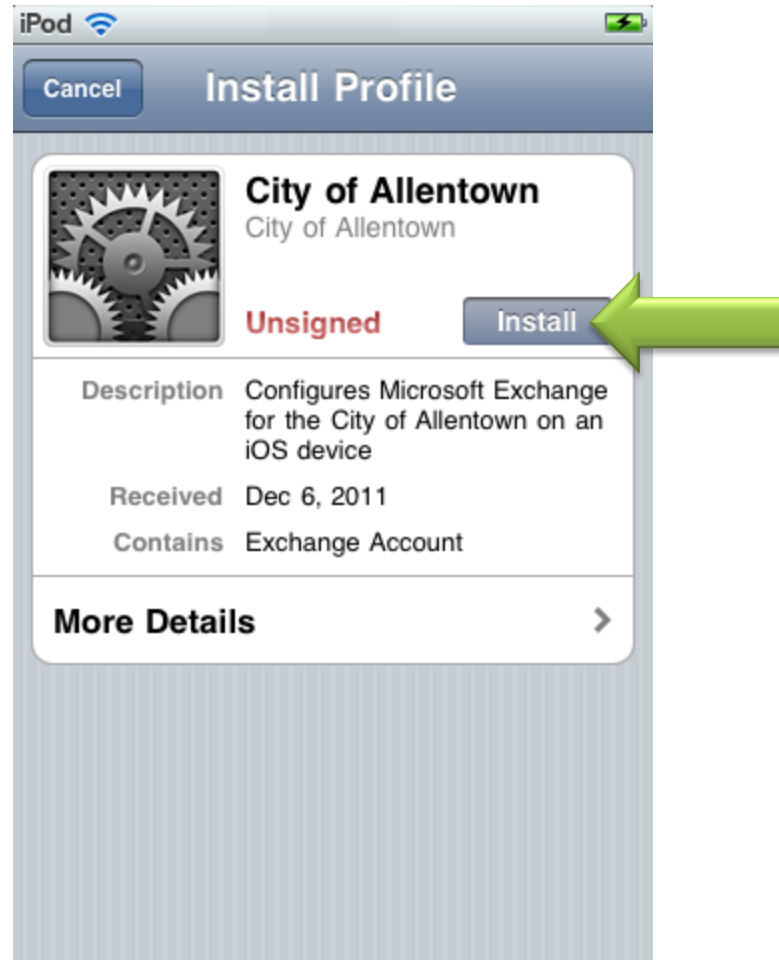 iPod
Cancel Install Profile
City of Allentown
City of Allentown
Unsigned Install
Description Configures Microsoft Exchange
for the City of Allentown on an
iOS device
Received Dec 6, 2011
Contains Exchange Account
More Details